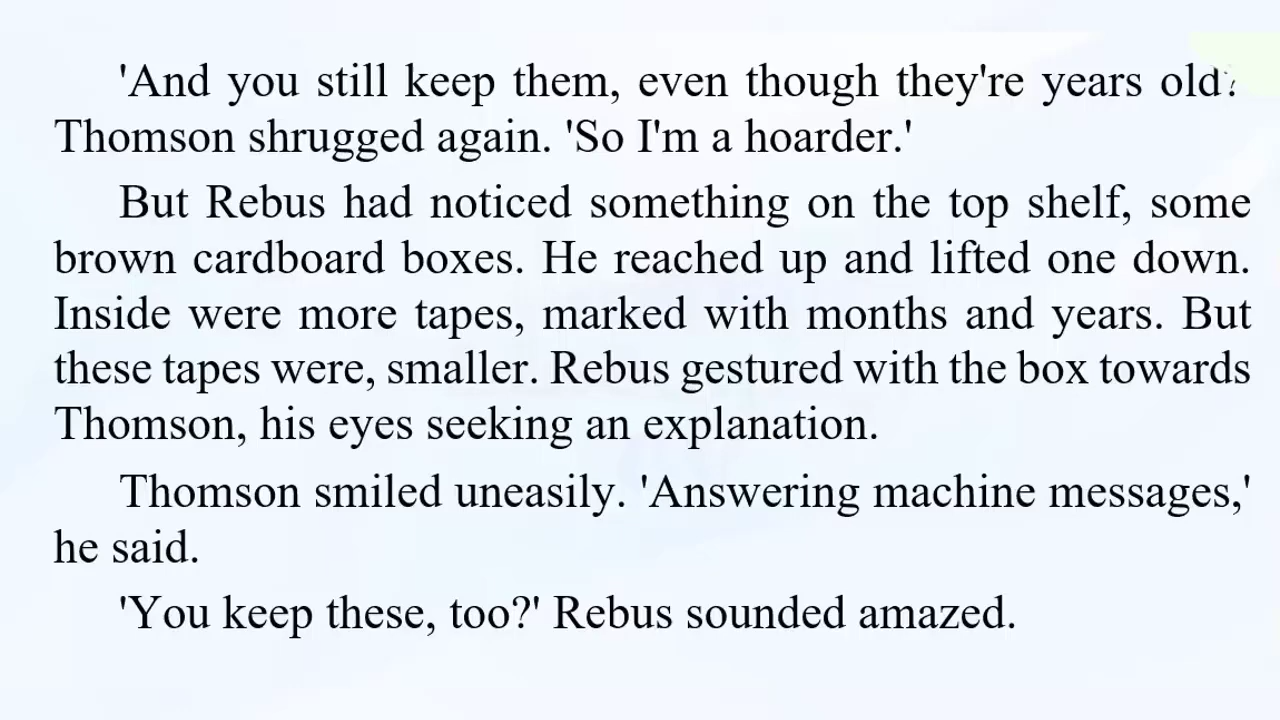 'And you still keep them, even though they're years old?
Thomson shrugged again. 'So I'm a hoarder.'
But Rebus had noticed something on the top shelf, some
brown cardboard boxes. He reached up and lifted one down.
Inside were more tapes, marked with months and years. But
these tapes were, smaller. Rebus gestured with the box towards
Thomson, his eyes seeking an explanation.
Thomson smiled uneasily. 'Answering machine messages,'
he said.
'You keep these, too?' Rebus sounded amazed.